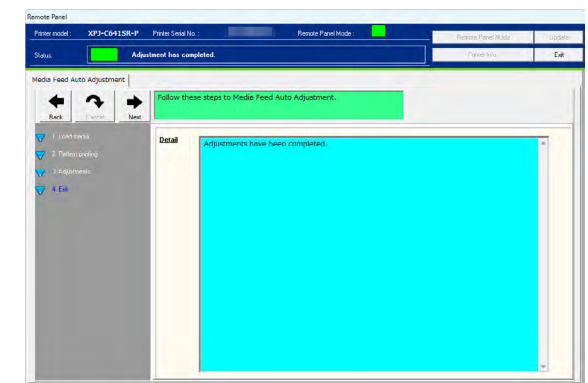 Remote Panel
Printer model : XPJ-C641SR-P Printer Serial No. : Remote Panel Mode :
Remote Panel Mode Update
Status: Adjustment has completed.
Printer Info. Exit
Media Feed Auto Adjustment
Back Cancel Next
Follow these steps to Media Feed Auto Adjustment.
1. Load media
2. Pattern printing
3. Adjustments
4. Exit
Detail
Adjustments have been completed.